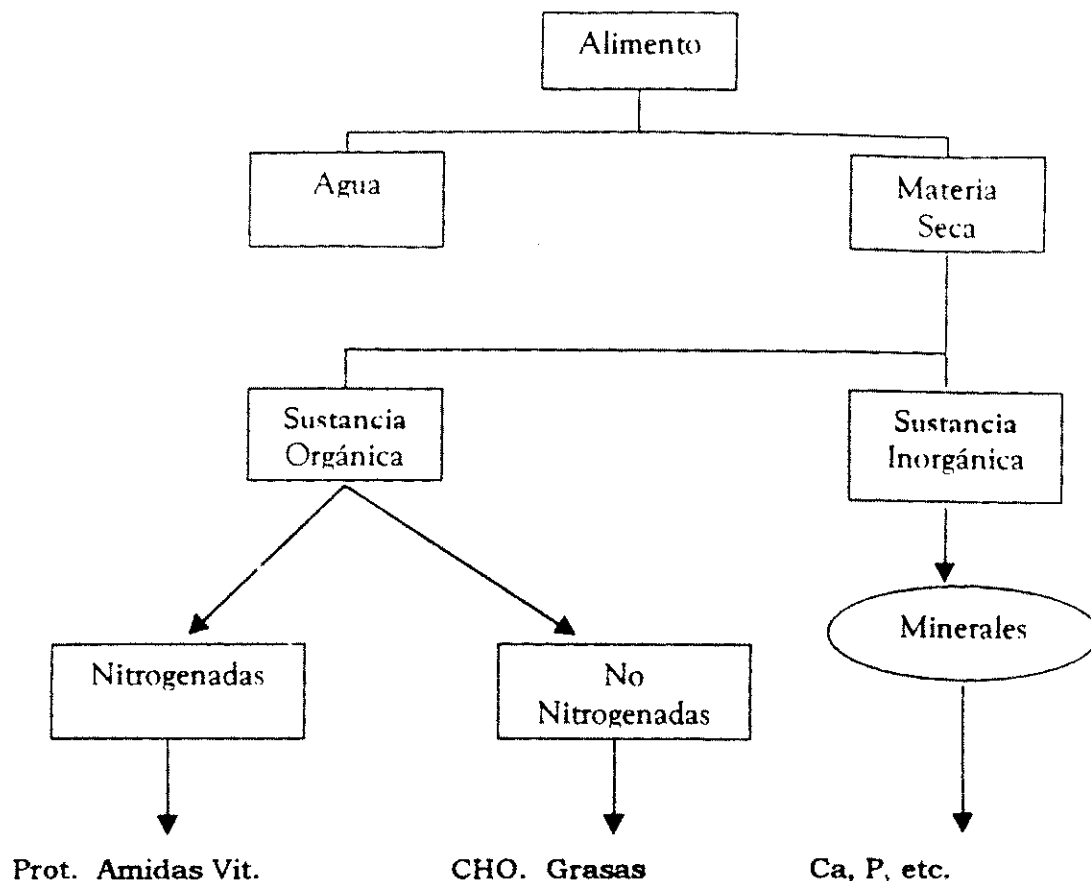 Alimento
Agua
Materia
Seca
Sustancia
Orgánica
Sustancia
Inorgánica
Nitrogenadas
No
Nitrogenadas
Minerales
Prot. Amidas Vit.
CHO. Grasas
Ca, P, etc.